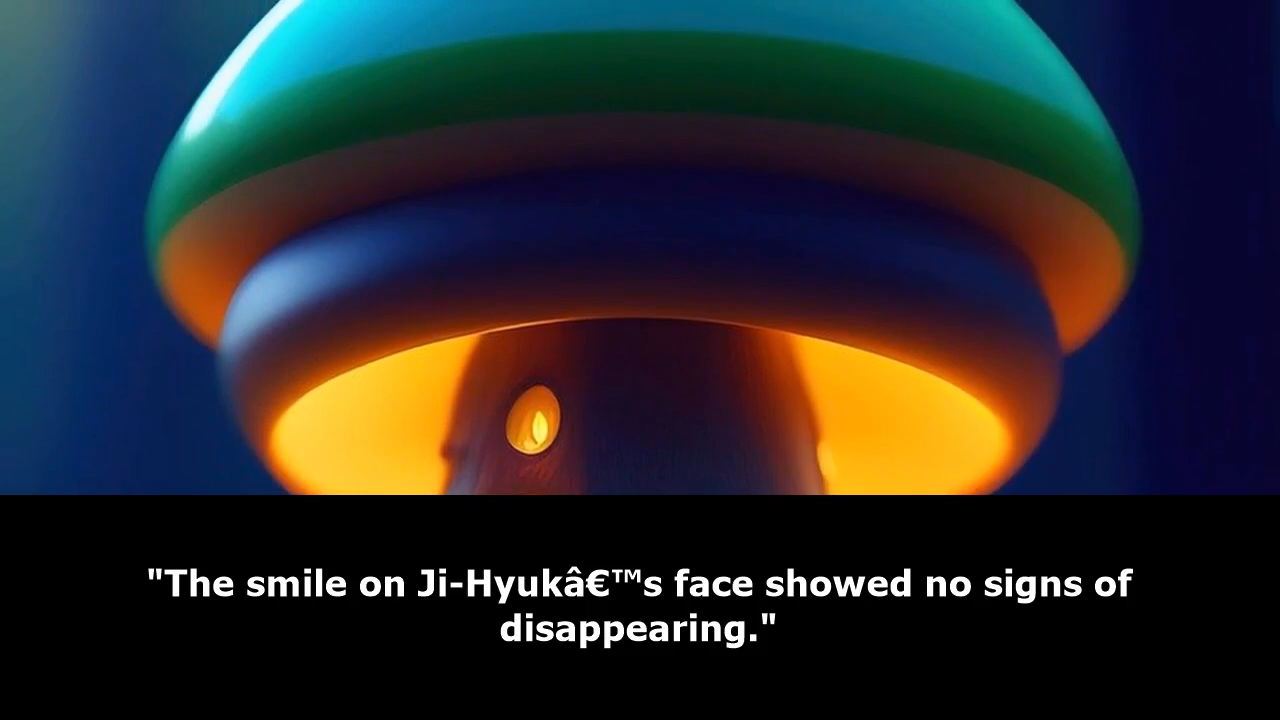 "The smile on Ji-Hyukâ€™s face showed no signs of
disappearing."